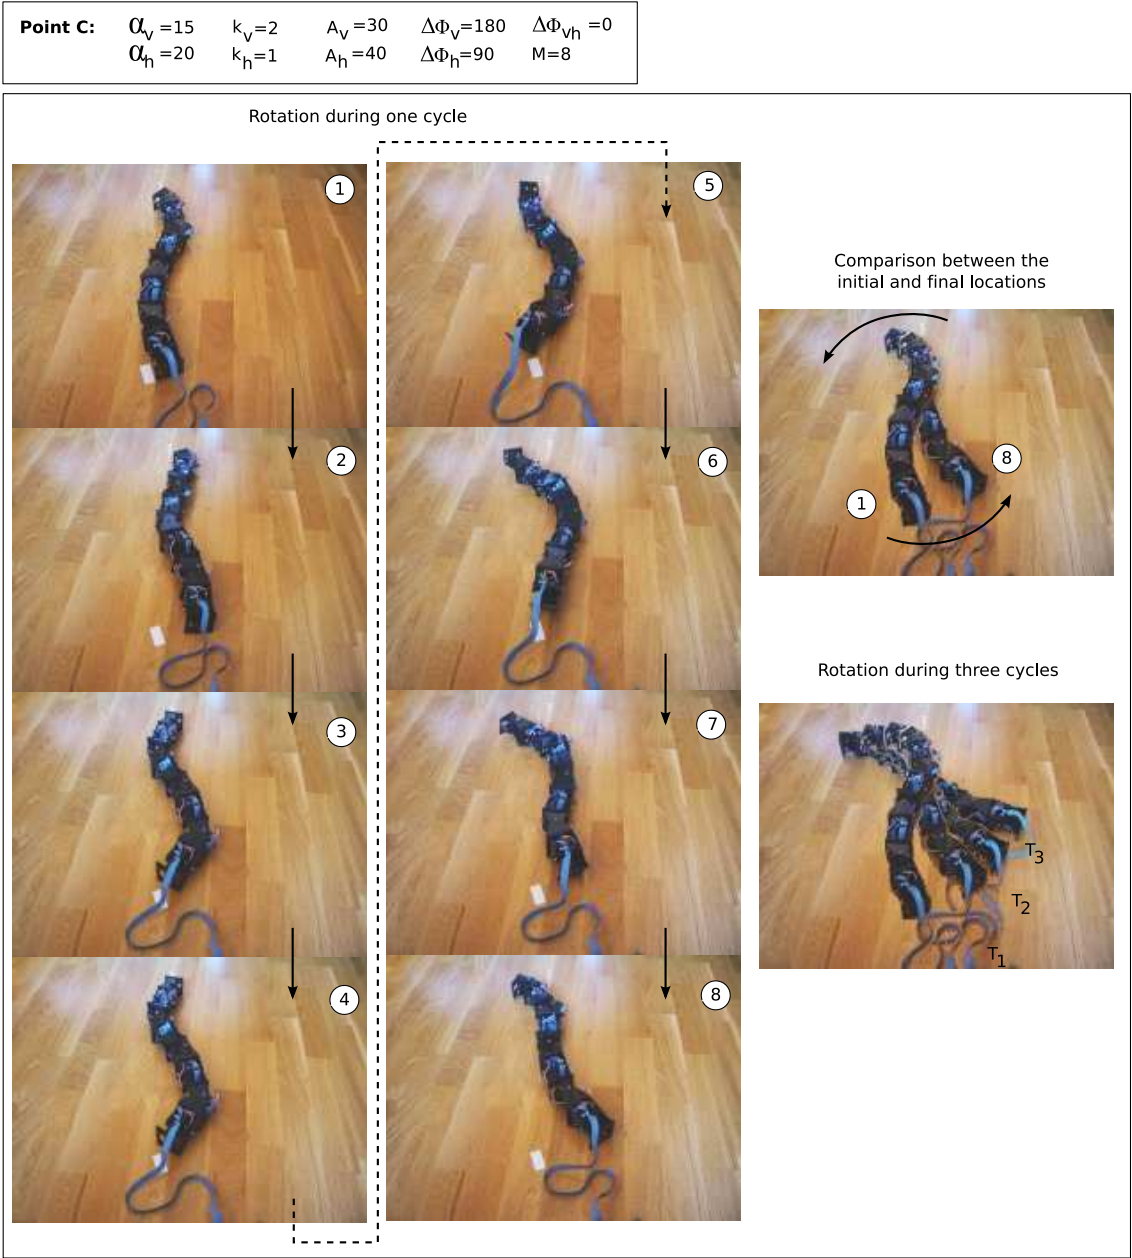 Point C: αv=15 kv=2 Av=30 ΔΦv=180 ΔΦvh=0
αh=20 kh=1 Ah=40 ΔΦh=90 M=8
Rotation during one cycle
1
2
3
4
5
6
7
8
Comparison between the
initial and final locations
1
8
Rotation during three cycles
T3
T2
T1